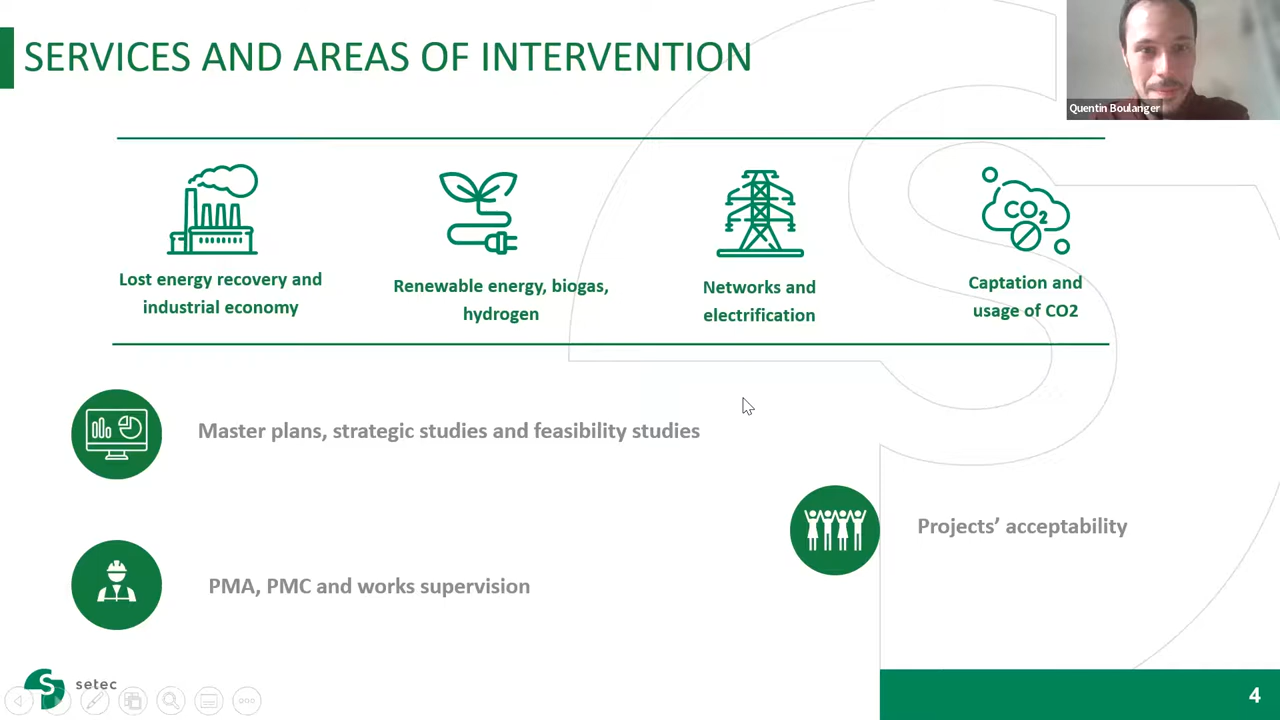 SERVICES AND AREAS OF INTERVENTION
Quentin Boulanger
Lost energy recovery and
industrial economy
Renewable energy, biogas,
hydrogen
Networks and
electrification
CO2
Captation and
usage of CO2
Master plans, strategic studies and feasibility studies
Projects’ acceptability
PMA, PMC and works supervision
S setec
4